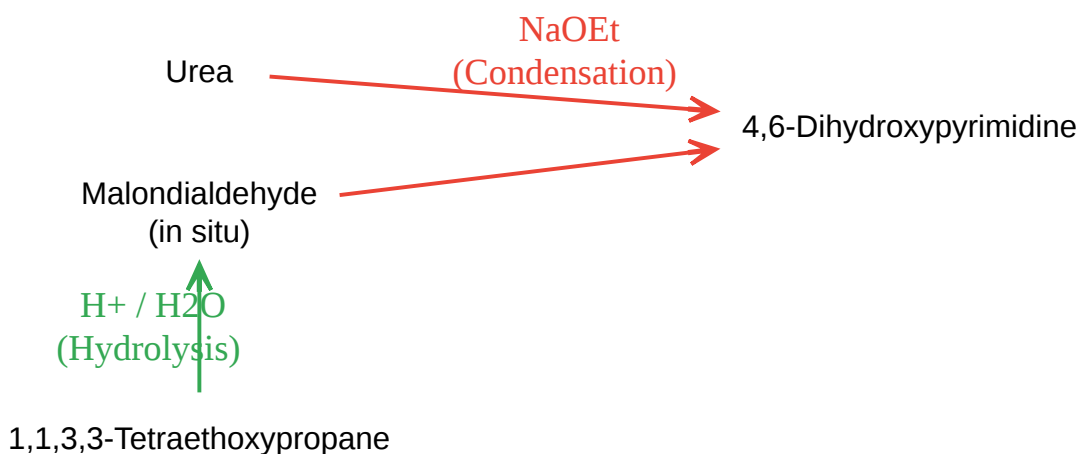 NaOEt
(Condensation)
Urea
4,6-Dihydroxypyrimidine
Malondialdehyde
(in situ)
H+ / H2O
(Hydrolysis)
1,1,3,3-Tetraethoxypropane